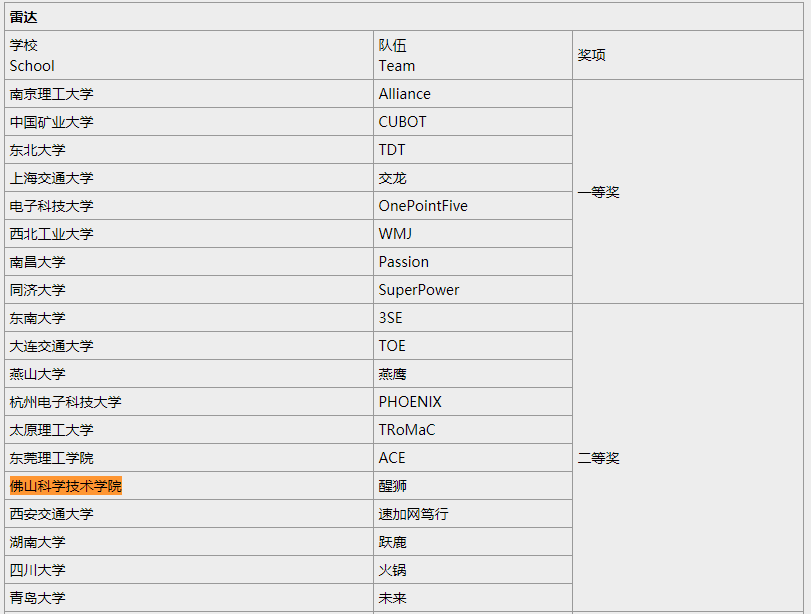 雷达
学校 队伍 奖项
School Team
南京理工大学 Alliance
中国矿业大学 CUBOT
东北大学 TDT
上海交通大学 交龙
一等奖
电子科技大学 OnePointFive
西北工业大学 WMJ
南昌大学 Passion
同济大学 SuperPower
东南大学 3SE
大连交通大学 TOE
燕山大学 燕鹰
杭州电子科技大学 PHOENIX
太原理工大学 TRoMaC
东莞理工学院 ACE 二等奖
佛山科学技术学院 醒狮
西安交通大学 速加网笃行
湖南大学 跃鹿
四川大学 火锅
青岛大学 未来